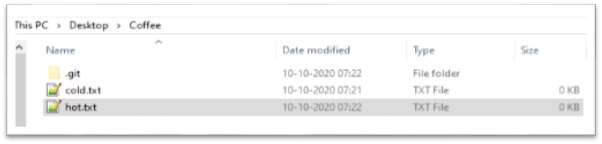 This PC > Desktop > Coffee
Name Date modified Type Size
.git 10-10-2020 07:22 File folder
cold.txt 10-10-2020 07:21 TXT File 0 KB
hot.txt 10-10-2020 07:22 TXT File 0 KB